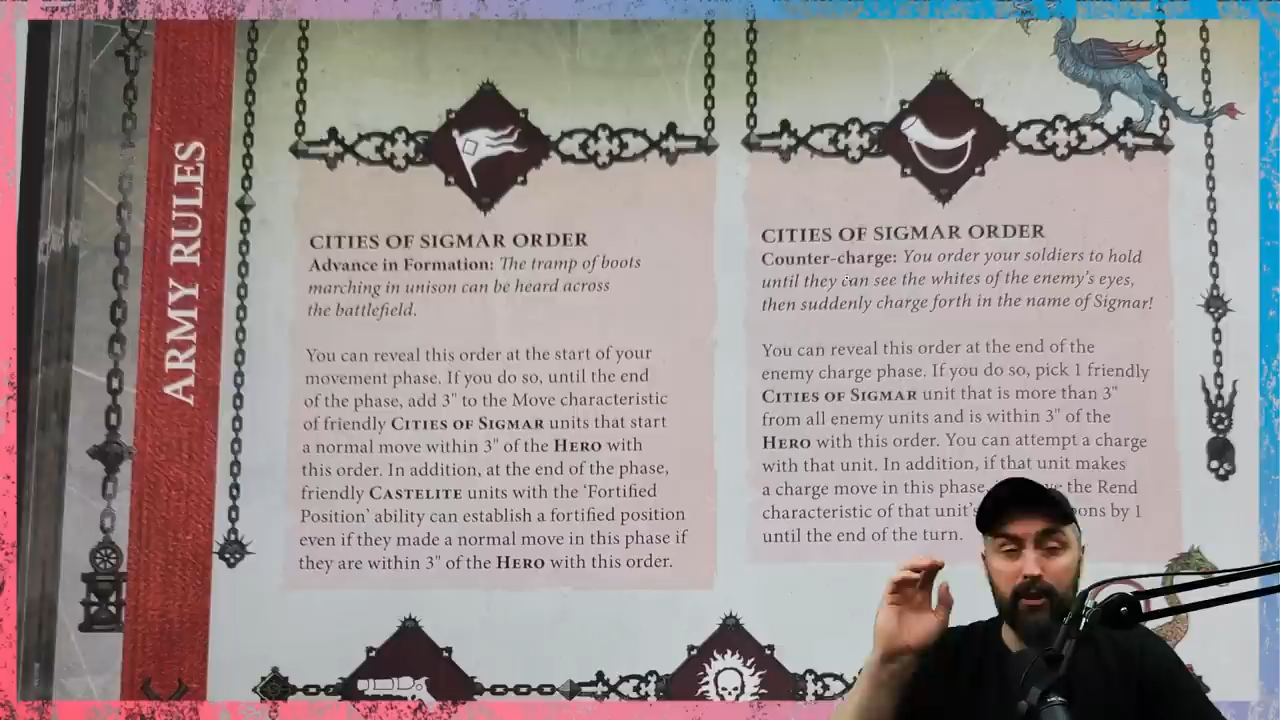 ARMY RULES
CITIES OF SIGMAR ORDER
Advance in Formation: The tramp of boots
marching in unison can be heard across
the battlefield.
You can reveal this order at the start of your
movement phase. If you do so, until the end
of the phase, add 3" to the Move characteristic
of friendly CITIES OF SIGMAR units that start
a normal move within 3" of the HERO with
this order. In addition, at the end of the phase,
friendly CASTELITE units with the 'Fortified
Position' ability can establish a fortified position
even if they made a normal move in this phase if
they are within 3" of the HERO with this order.
CITIES OF SIGMAR ORDER
Counter-charge: You order your soldiers to hold
until they can see the whites of the enemy's eyes,
then suddenly charge forth in the name of Sigmar!
You can reveal this order at the end of the
enemy charge phase. If you do so, pick 1 friendly
CITIES OF SIGMAR unit that is more than 3"
from all enemy units and is within 3" of the
HERO with this order. You can attempt a charge
with that unit. In addition, if that unit makes
a charge move in this phase, the Rend
characteristic of that unit's by 1
until the end of the turn.